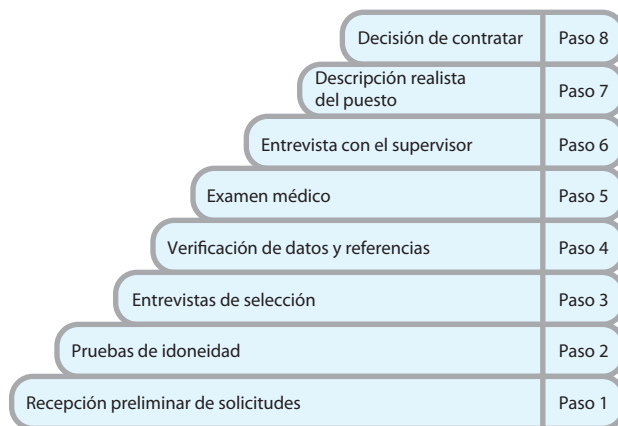 Decisión de contratar Paso 8
Descripción realista
del puesto Paso 7
Entrevista con el supervisor Paso 6
Examen médico Paso 5
Verificación de datos y referencias Paso 4
Entrevistas de selección Paso 3
Pruebas de idoneidad Paso 2
Recepción preliminar de solicitudes Paso 1